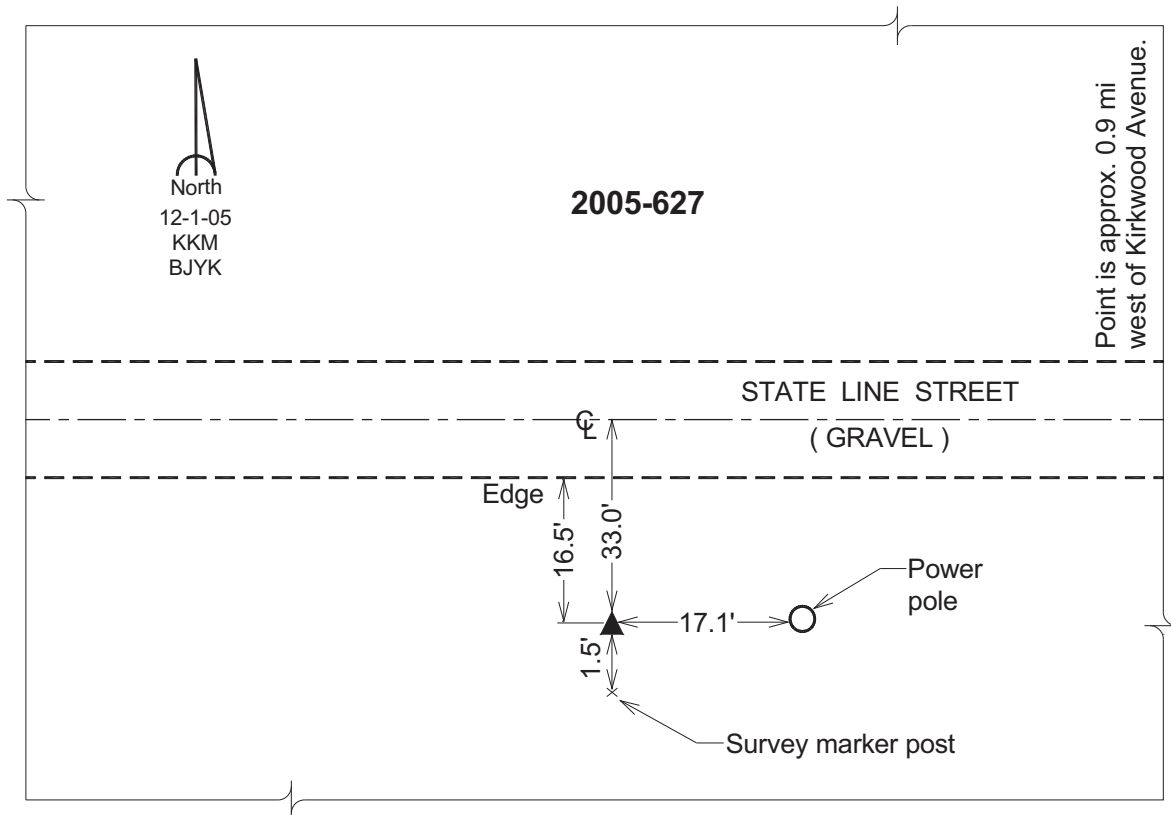 North
12-1-05
KKM
BJYK
2005-627
Point is approx. 0.9 mi
west of Kirkwood Avenue.
STATE LINE STREET
CL
( GRAVEL )
Edge
16.5'
33.0'
Power
pole
17.1'
1.5'
Survey marker post